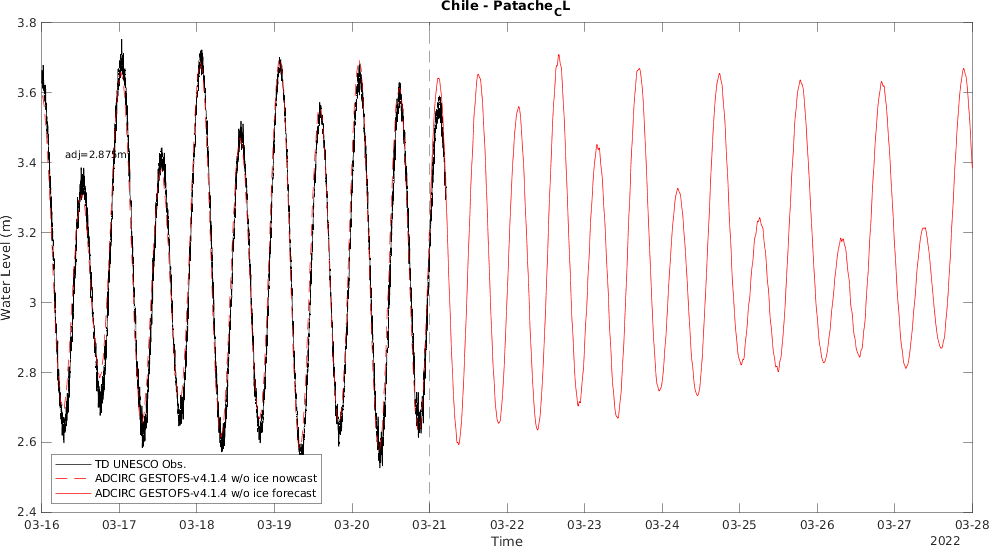 Chile - Patache_CL
3.8
3.6
3.4
3.2
3
2.8
2.6
2.4
Water Level (m)
adj=2.875m
TD UNESCO Obs.
ADCIRC GESTOFS-v4.1.4 w/o ice nowcast
ADCIRC GESTOFS-v4.1.4 w/o ice forecast
03-16 03-17 03-18 03-19 03-20 03-21 03-22 03-23 03-24 03-25 03-26 03-27 03-28
Time
2022